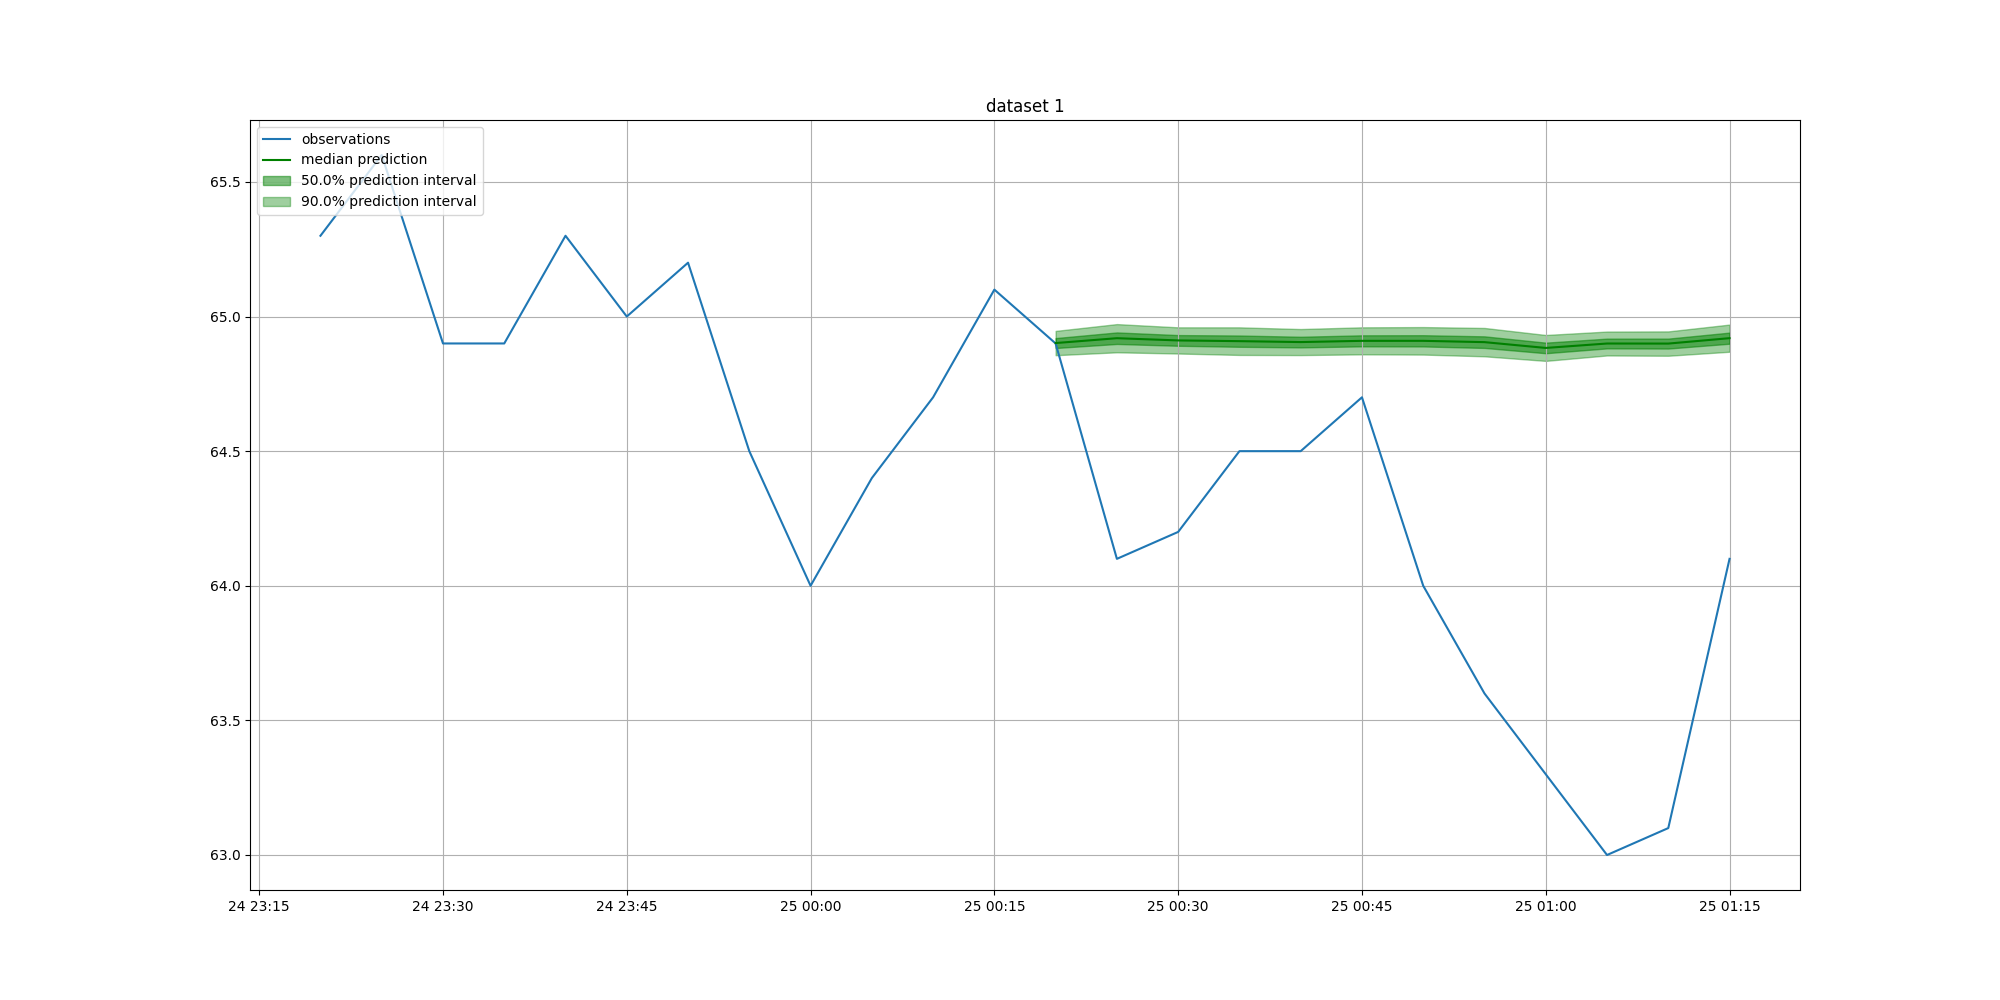 dataset 1
observations
median prediction
50.0% prediction interval
90.0% prediction interval
65.5
65.0
64.5
64.0
63.5
63.0
24 23:15 24 23:30 24 23:45 25 00:00 25 00:15 25 00:30 25 00:45 25 01:00 25 01:15